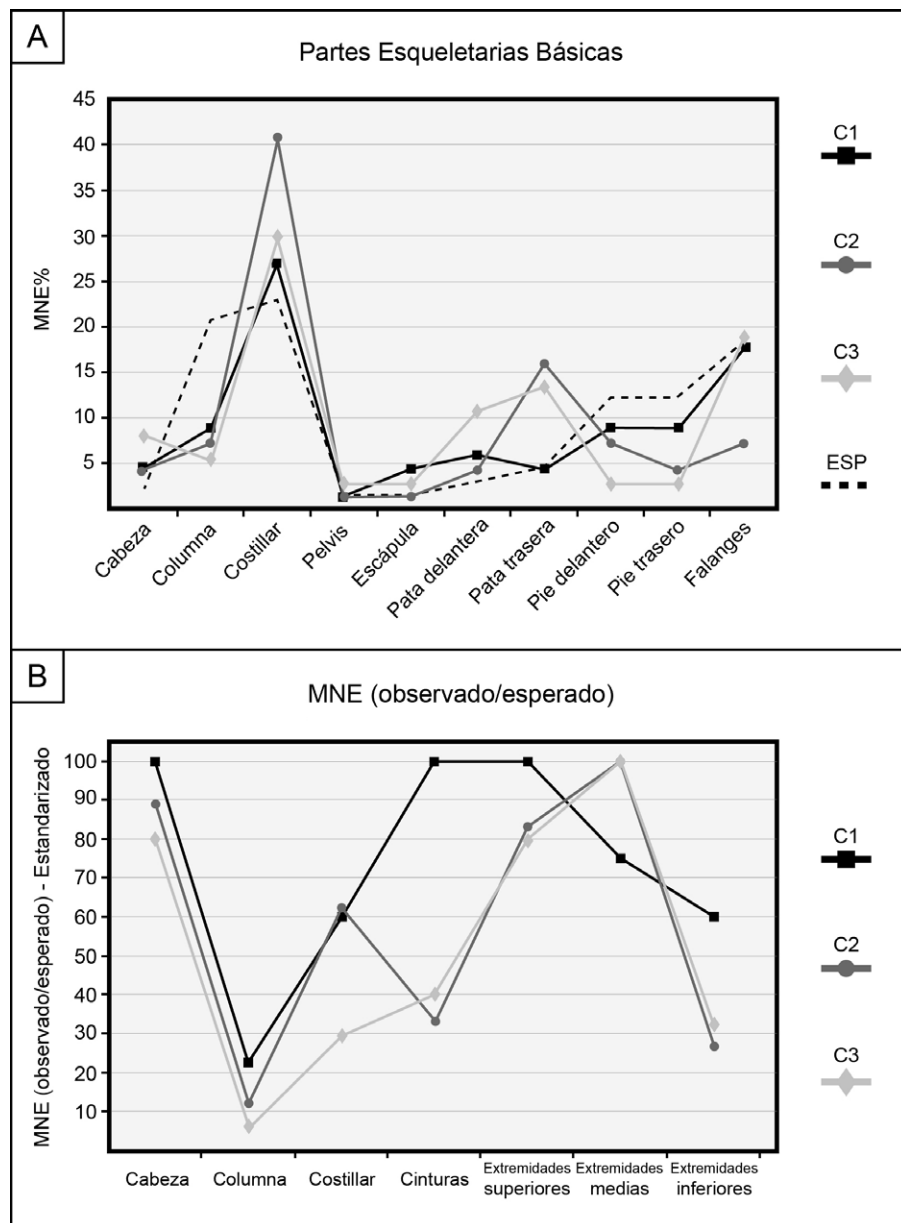 A
Partes Esqueletarias Básicas
MNE%
45
40
35
30
25
20
15
10
5
Cabeza
Columna
Costillar
Pelvis
Escápula
Pata delantera
Pata trasera
Pie delantero
Pie trasero
Falanges
C1
C2
C3
ESP
B
MNE (observado/esperado)
MNE (observado/esperado) - Estandarizado
100
90
80
70
60
50
40
30
20
10
Cabeza
Columna
Costillar
Cinturas
Extremidades
superiores
Extremidades
medias
Extremidades
inferiores
C1
C2
C3